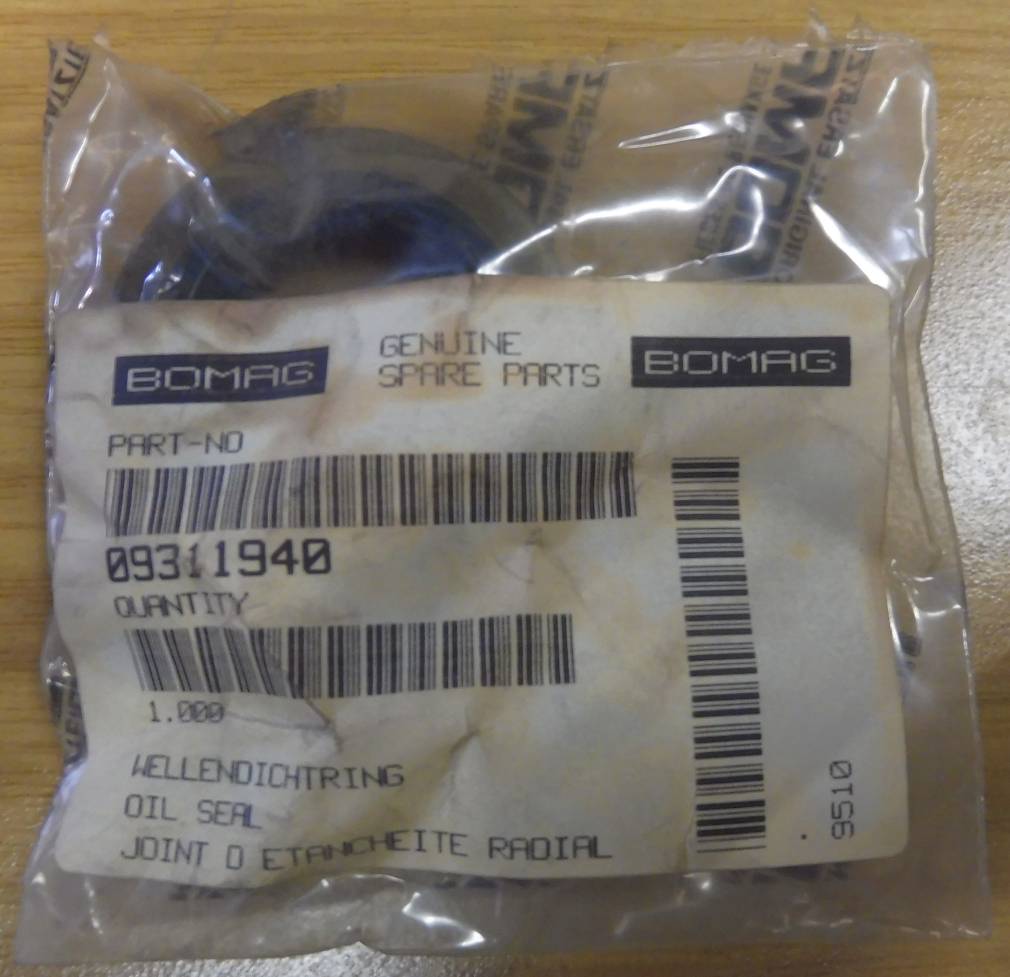 BOMAG GENUINE SPARE PARTS BOMAG
PART-NO
09311940
QUANTITY
1.000
WELLENDICHTRING
OIL SEAL
JOINT D ETANCHEITE RADIAL
9510